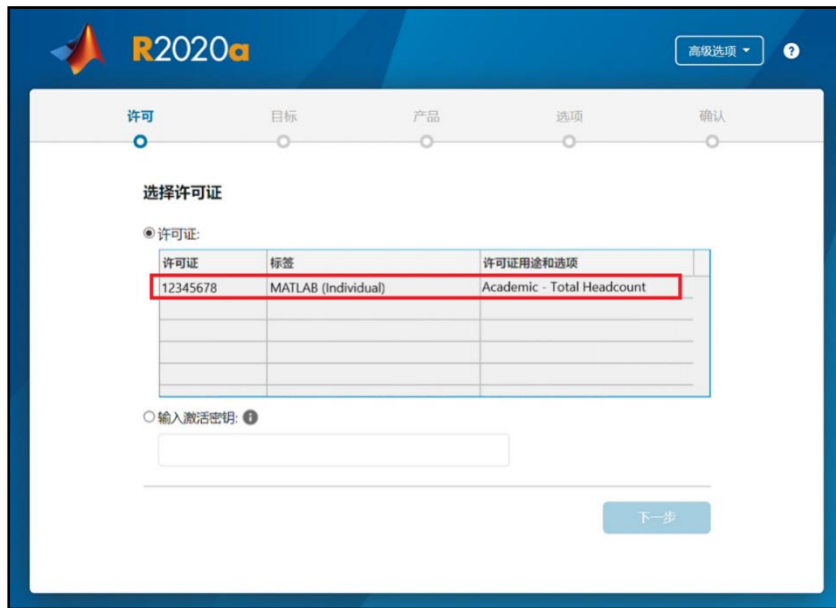 R2020a
高级选项
?
许可 目标 产品 选项 确认
选择许可证
许可证:
许可证 标签 许可证用途和选项
12345678 MATLAB (Individual) Academic - Total Headcount
输入激活密钥: i
下一步